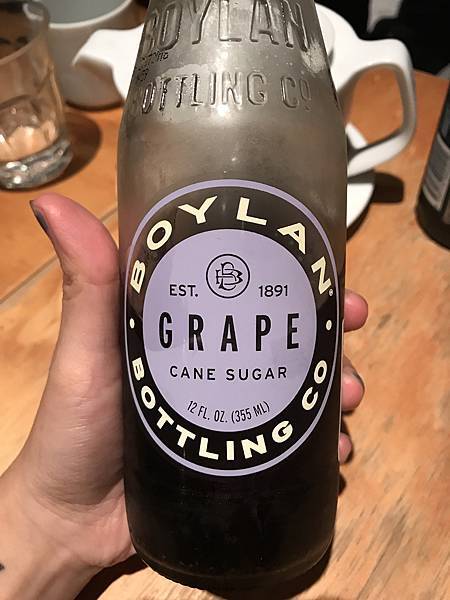 BOYLAN
BOTTLING CO
BOYLAN®
EST. 1891
GRAPE
CANE SUGAR
12 FL. OZ. (355 ML)
BOTTLING CO